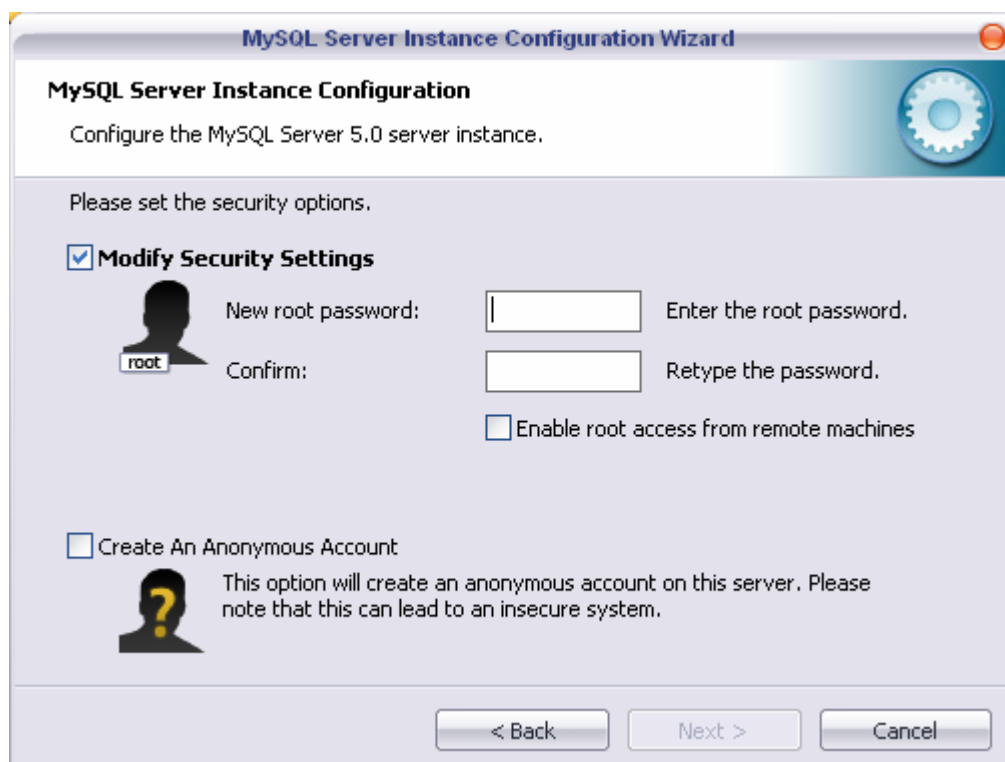 MySQL Server Instance Configuration Wizard
MySQL Server Instance Configuration
Configure the MySQL Server 5.0 server instance.
Please set the security options.
Modify Security Settings
root
New root password:
Enter the root password.
Confirm:
Retype the password.
Enable root access from remote machines
Create An Anonymous Account
?
This option will create an anonymous account on this server. Please
note that this can lead to an insecure system.
< Back
Next >
Cancel